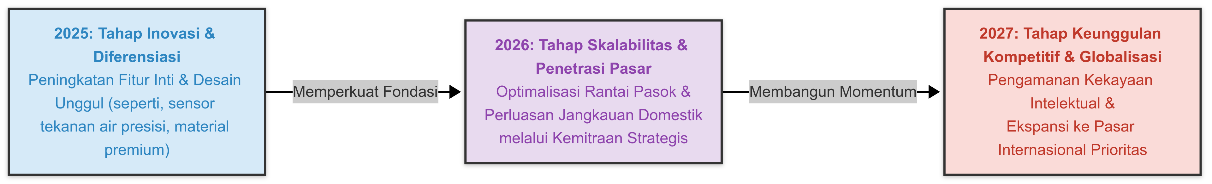 2025: Tahap Inovasi &
Diferensiasi
Peningkatan Fitur Inti & Desain
Unggul (seperti, sensor
tekanan air presisi, material
premium)
Memperkuat Fondasi
2026: Tahap Skalabilitas &
Penetrasi Pasar
Optimalisasi Rantai Pasok &
Perluasan Jangkauan Domestik
melalui Kemitraan Strategis
Membangun Momentum
2027: Tahap Keunggulan
Kompetitif & Globalisasi
Pengamanan Kekayaan
Intelektual &
Ekspansi ke Pasar
Internasional Prioritas